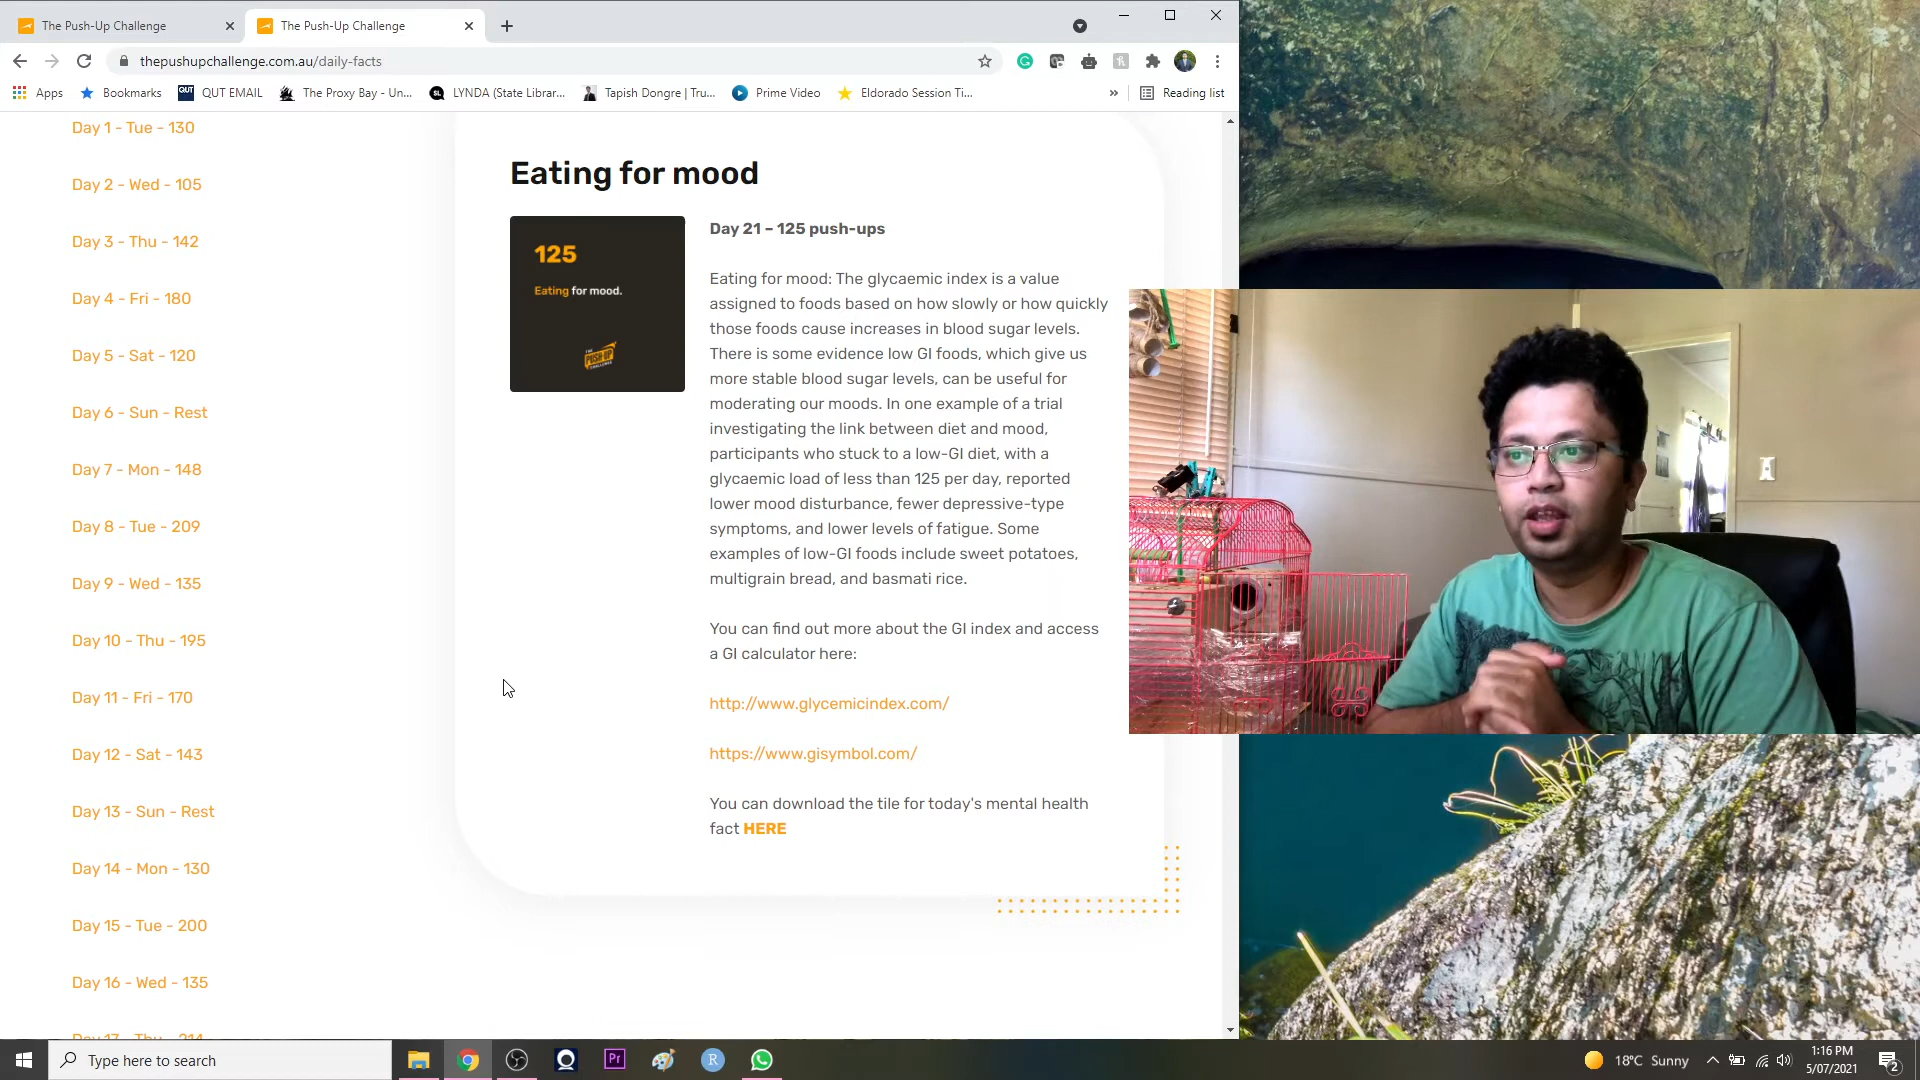 The Push-Up Challenge
The Push-Up Challenge
thepushupchallenge.com.au/daily-facts
Apps
Bookmarks
QUT
QUT EMAIL
The Proxy Bay - Un...
LYNDA (State Librar...
Tapish Dongre | Tru...
Prime Video
Eldorado Session Ti...
»
Reading list
Day 1 - Tue - 130
Day 2 - Wed - 105
Day 3 - Thu - 142
Day 4 - Fri - 180
Day 5 - Sat - 120
Day 6 - Sun - Rest
Day 7 - Mon - 148
Day 8 - Tue - 209
Day 9 - Wed - 135
Day 10 - Thu - 195
Day 11 - Fri - 170
Day 12 - Sat - 143
Day 13 - Sun - Rest
Day 14 - Mon - 130
Day 15 - Tue - 200
Day 16 - Wed - 135
Day 17 - Thu - 214
Eating for mood
125
Eating for mood.
THE
PUSH-UP
CHALLENGE
Day 21 – 125 push-ups
Eating for mood: The glycaemic index is a value
assigned to foods based on how slowly or how quickly
those foods cause increases in blood sugar levels.
There is some evidence low GI foods, which give us
more stable blood sugar levels, can be useful for
moderating our moods. In one example of a trial
investigating the link between diet and mood,
participants who stuck to a low-GI diet, with a
glycaemic load of less than 125 per day, reported
lower mood disturbance, fewer depressive-type
symptoms, and lower levels of fatigue. Some
examples of low-GI foods include sweet potatoes,
multigrain bread, and basmati rice.
You can find out more about the GI index and access
a GI calculator here:
http://www.glycemicindex.com/
https://www.gisymbol.com/
You can download the tile for today's mental health
fact HERE
Type here to search
Pr
R
18°C Sunny
1:16 PM
5/07/2021
2